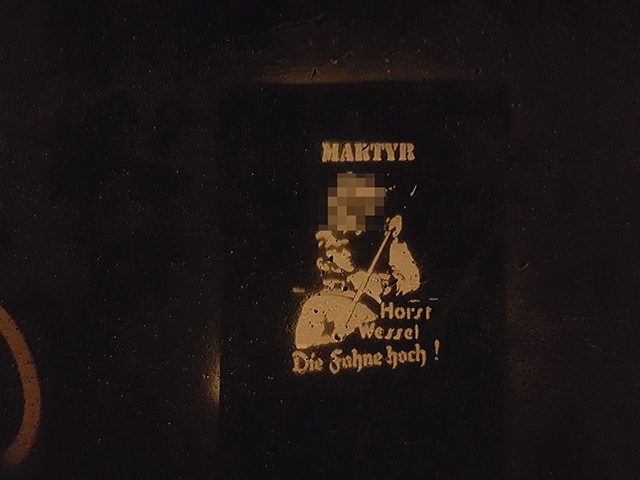 MARTYR
Horst
Wessel
Die Fahne hoch!